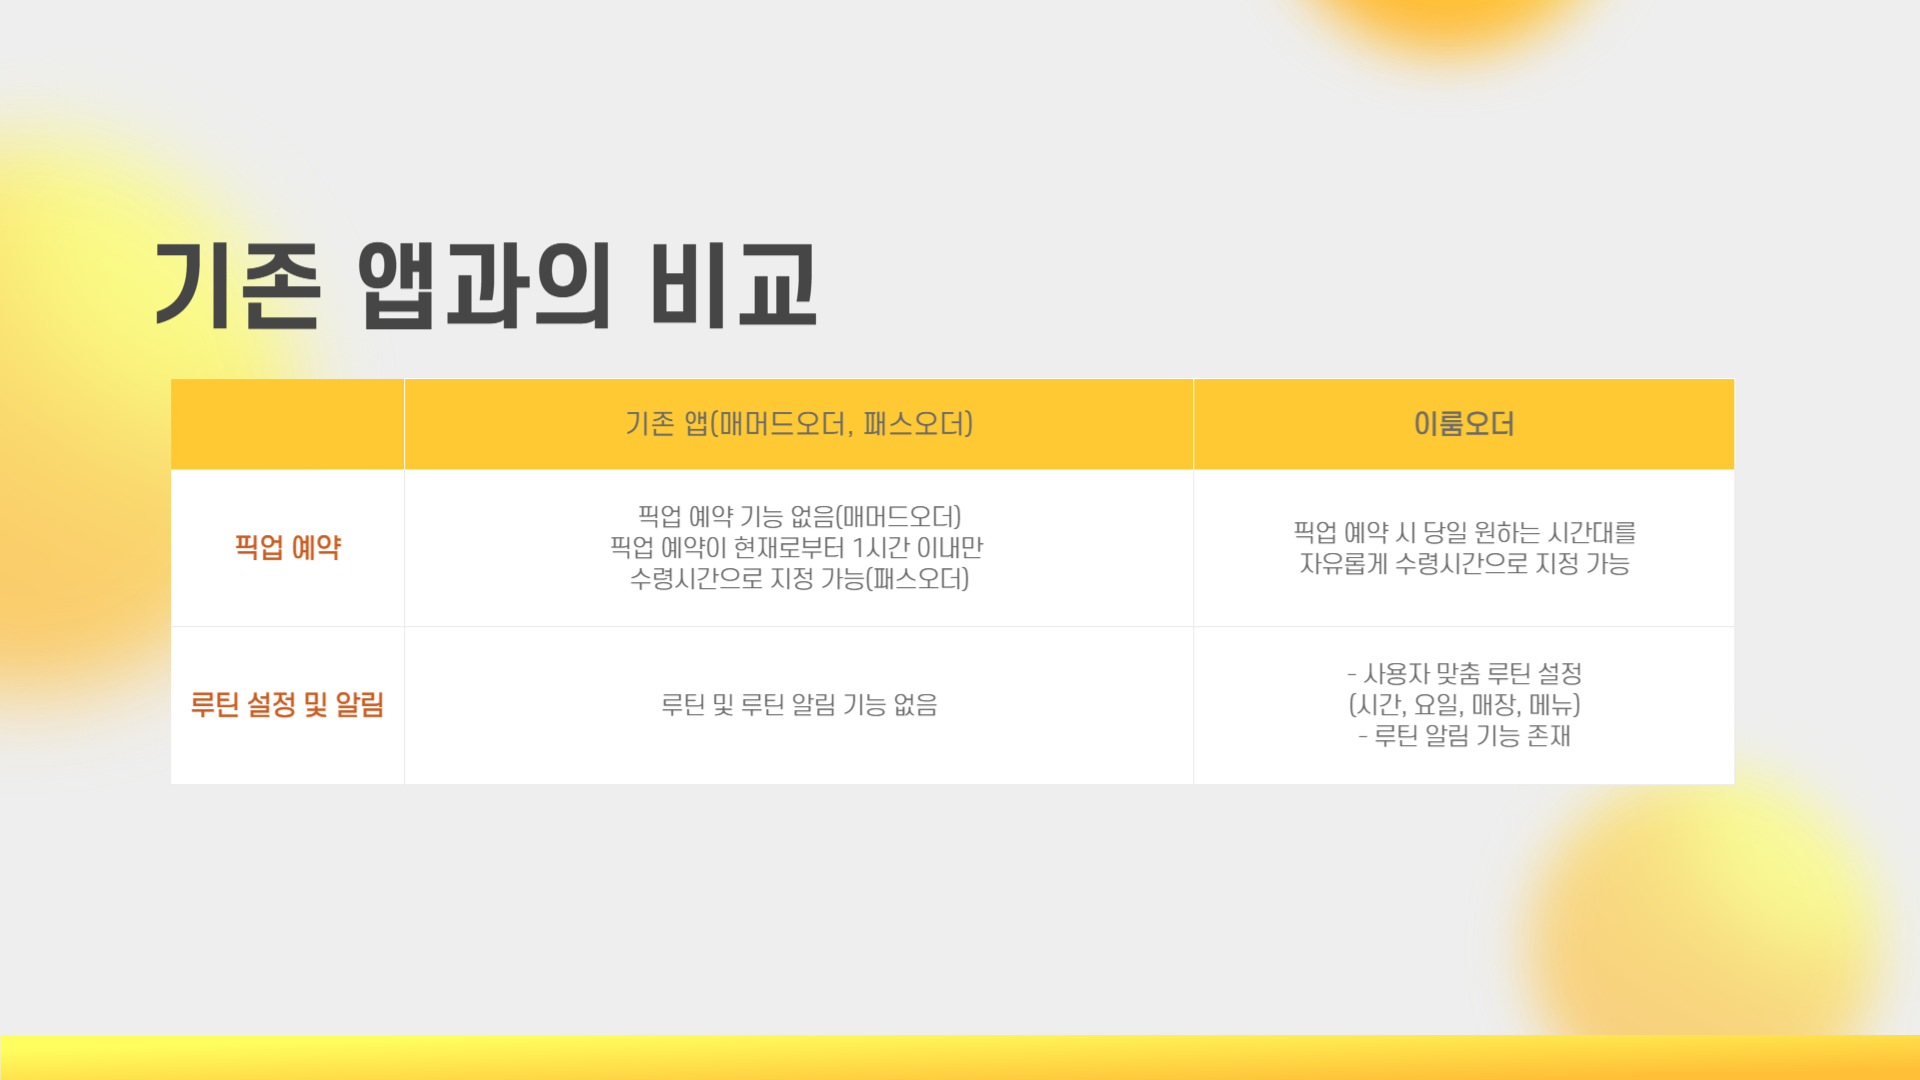 기존 앱과의 비교
기존 앱(매머드오더, 패스오더)
이룸오더
픽업 예약
픽업 예약 기능 없음(매머드오더)
픽업 예약이 현재로부터 1시간 이내만
수령시간으로 지정 가능(패스오더)
픽업 예약 시 당일 원하는 시간대를
자유롭게 수령시간으로 지정 가능
루틴 설정 및 알림
루틴 및 루틴 알림 기능 없음
- 사용자 맞춤 루틴 설정
(시간, 요일, 매장, 메뉴)
- 루틴 알림 기능 존재